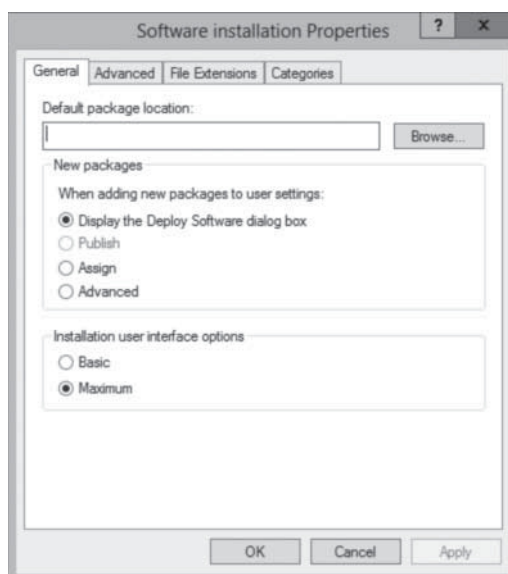 Software installation Properties
? x
General Advanced File Extensions Categories
Default package location:
Browse...
New packages
When adding new packages to user settings:
Display the Deploy Software dialog box
Publish
Assign
Advanced
Installation user interface options
Basic
Maximum
OK Cancel Apply